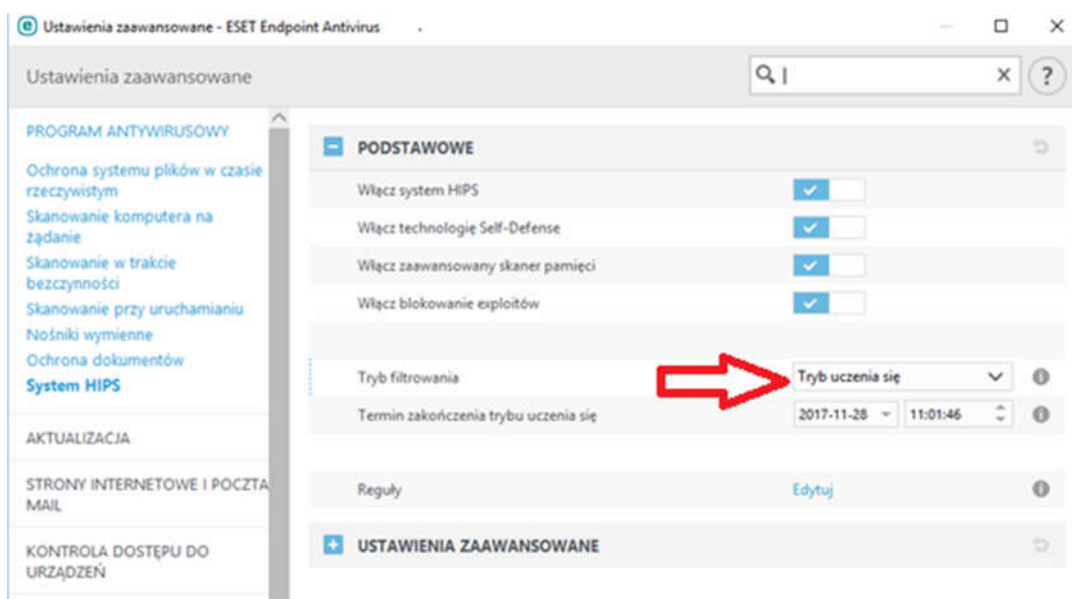 Ustawienia zaawansowane - ESET Endpoint Antivirus
Ustawienia zaawansowane
PROGRAM ANTYWIRUSOWY
Ochrona systemu plików w czasie
rzeczywistym
Skanowanie komputera na
żądanie
Skanowanie w trakcie
bezczynności
Skanowanie przy uruchamianiu
Nośniki wymienne
Ochrona dokumentów
System HIPS
AKTUALIZACJA
STRONY INTERNETOWE I POCZTA
MAIL
KONTROLA DOSTĘPU DO
URZĄDZEŃ
PODSTAWOWE
Włącz system HIPS
Włącz technologię Self-Defense
Włącz zaawansowany skaner pamięci
Włącz blokowanie exploitów
Tryb filtrowania Tryb uczenia się
Termin zakończenia trybu uczenia się 2017-11-28 11:01:46
Reguły Edytuj
USTAWIENIA ZAAWANSOWANE